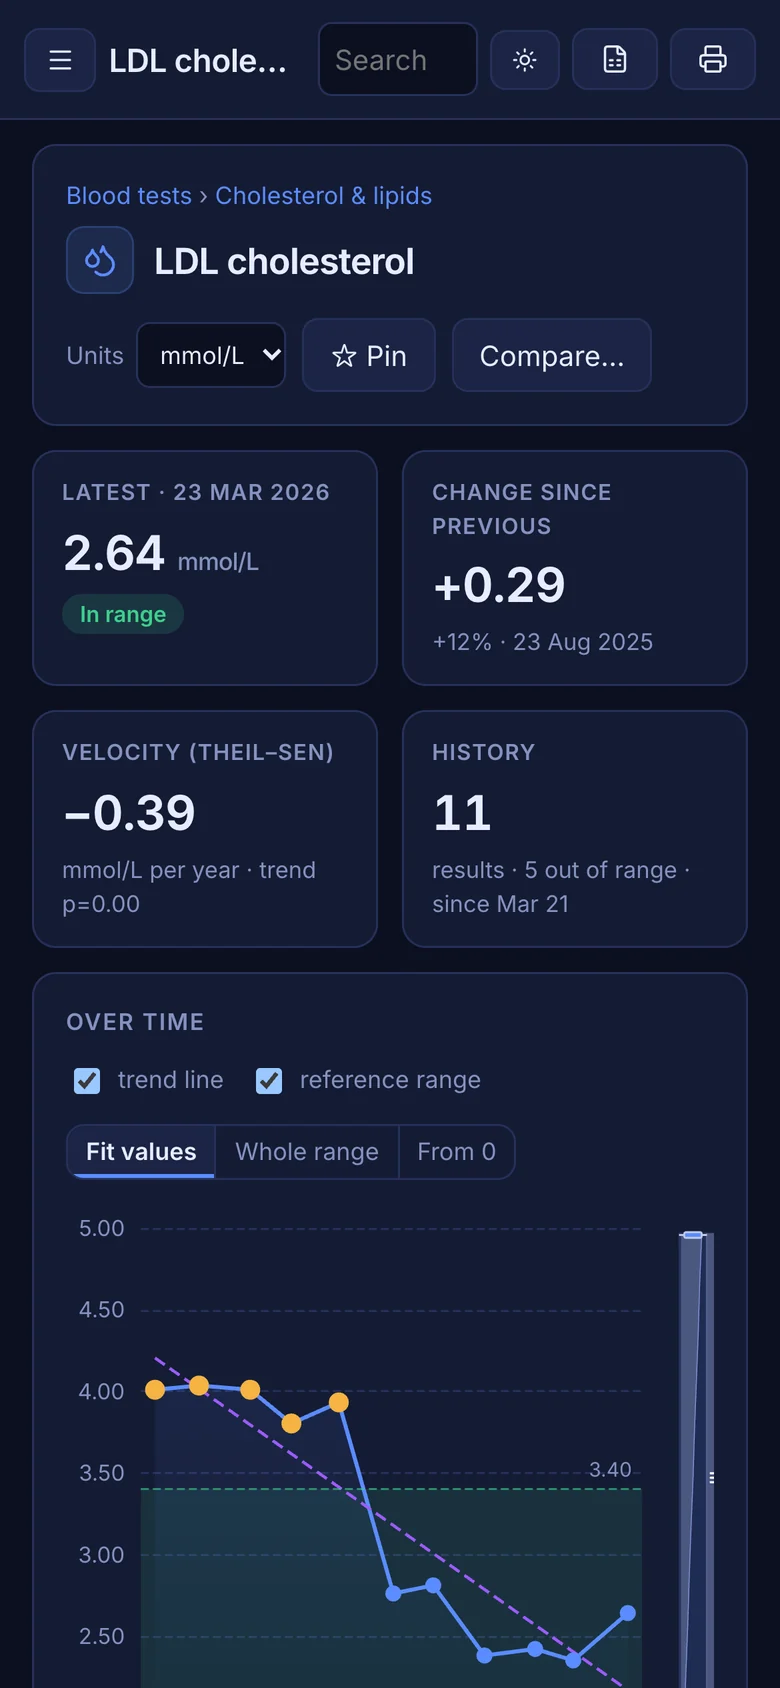 LDL chole...
Search
Blood tests › Cholesterol & lipids
LDL cholesterol
Units
mmol/L
Pin
Compare...
LATEST · 23 MAR 2026
2.64 mmol/L
In range
CHANGE SINCE
PREVIOUS
+0.29
+12% · 23 Aug 2025
VELOCITY (THEIL–SEN)
−0.39
mmol/L per year · trend
p=0.00
HISTORY
11
results · 5 out of range ·
since Mar 21
OVER TIME
trend line
reference range
Fit values
Whole range
From 0
5.00
4.50
4.00
3.50
3.40
3.00
2.50